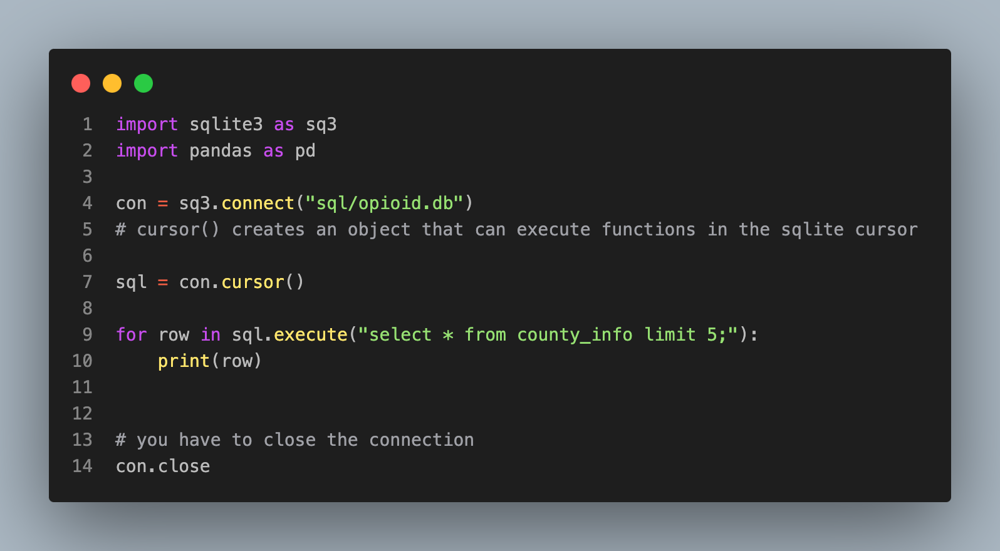 1 import sqlite3 as sq3
2 import pandas as pd
3
4 con = sq3.connect("sql/opioid.db")
5 # cursor() creates an object that can execute functions in the sqlite cursor
6
7 sql = con.cursor()
8
9 for row in sql.execute("select * from county_info limit 5;"):
10     print(row)
11
12
13 # you have to close the connection
14 con.close